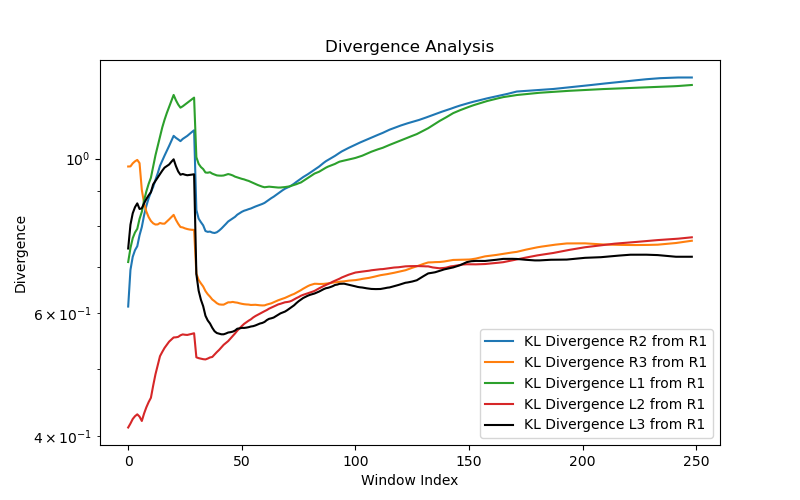 Divergence Analysis
Divergence
10⁰
6 × 10⁻¹
4 × 10⁻¹
KL Divergence R2 from R1
KL Divergence R3 from R1
KL Divergence L1 from R1
KL Divergence L2 from R1
KL Divergence L3 from R1
0 50 100 150 200 250
Window Index